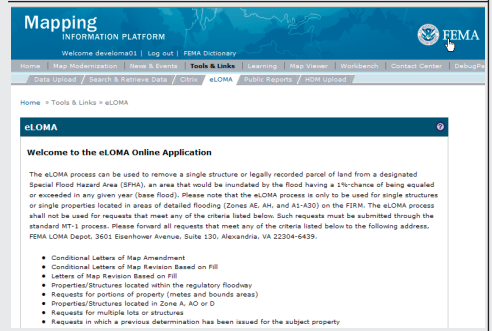 Mapping
INFORMATION PLATFORM
FEMA
Welcome develoma01 | Log out | FEMA Dictionary
Home | Map Modernization | News & Events | Tools & Links | Learning | Map Viewer | Workbench | Contact Center | DebugPa
Data Upload / Search & Retrieve Data / Citrix / eLOMA / Public Reports / HDM Upload /
Home » Tools & Links » eLOMA
eLOMA ?
Welcome to the eLOMA Online Application
The eLOMA process can be used to remove a single structure or legally recorded parcel of land from a designated
Special Flood Hazard Area (SFHA), an area that would be inundated by the flood having a 1%-chance of being equaled
or exceeded in any given year (base flood). Please note that the eLOMA process is only to be used for single structures
or single properties located in areas of detailed flooding (Zones AE, AH, and A1-A30) on the FIRM. The eLOMA process
shall not be used for requests that meet any of the criteria listed below. Such requests must be submitted through the
standard MT-1 process. Please forward all requests that meet any of the criteria listed below to the following address,
FEMA LOMA Depot, 3601 Eisenhower Avenue, Suite 130, Alexandria, VA 22304-6439.
• Conditional Letters of Map Amendment
• Conditional Letters of Map Revision Based on Fill
• Letters of Map Revision Based on Fill
• Properties/Structures located within the regulatory floodway
• Requests for portions of property (metes and bounds areas)
• Properties/Structures located in Zone A, AO or D
• Requests for multiple lots or structures
• Requests in which a previous determination has been issued for the subject property